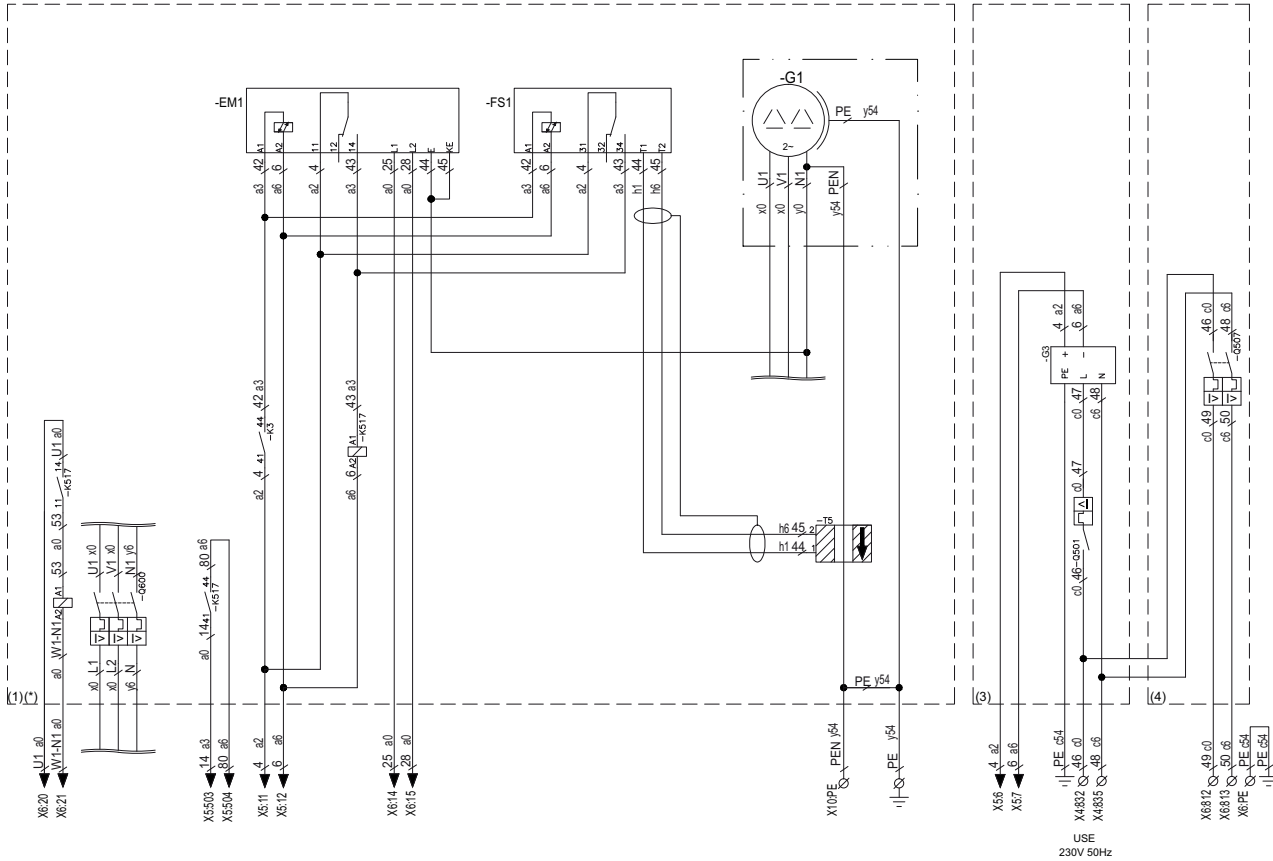 -EM1
A1
A2
11
12
14
L1
L2
E
KE
42
6
4
43
25
28
44
45
a3
a6
a2
a3
a0
a0
-FS1
A1
A2
31
32
34
T1
T2
42
6
4
43
44
45
a3
a6
a2
a3
h1
h6
-G1
2~
PE y54
U1
V1
N1
PEN
x0
x0
y0
y54
42 a3
44
-K3
41
4
a2
43 a3
A1
-K517
A2
6
a6
-T5
h6 45 2
h1 44 1
U1 a0
14
-K517
11
53
a0
53
a0
A1
A2
W1-N1
a0
U1 x0
V1 x0
N1 y6
-Q600
I>
I>
I>
L1
L2
N
x0
x0
y6
80 a6
44
-K517
41
14
a0
PE y54
(1)(*)
U1 a0
W1-N1 a0
14 a3
80 a6
4 a2
6 a6
25 a0
28 a0
PEN y54
PE y54
X6:20
X6:21
X5:503
X5:504
X5:11
X5:12
X6:14
X6:15
X10:PE
4 a2
6 a6
-G3
+
-
PE
L
N
47
48
c0
c6
47
c0
I>
-Q501
46
c0
(3)
4 a2
6 a6
PE c54
46 c0
48 c6
X5:6
X5:7
X4:832
X4:835
USE
230V 50Hz
46 c0
48 c6
-Q507
I>
I>
49
50
c0
c6
(4)
49 c0
50 c6
PE c54
PE c54
X6:812
X6:813
X6:PE